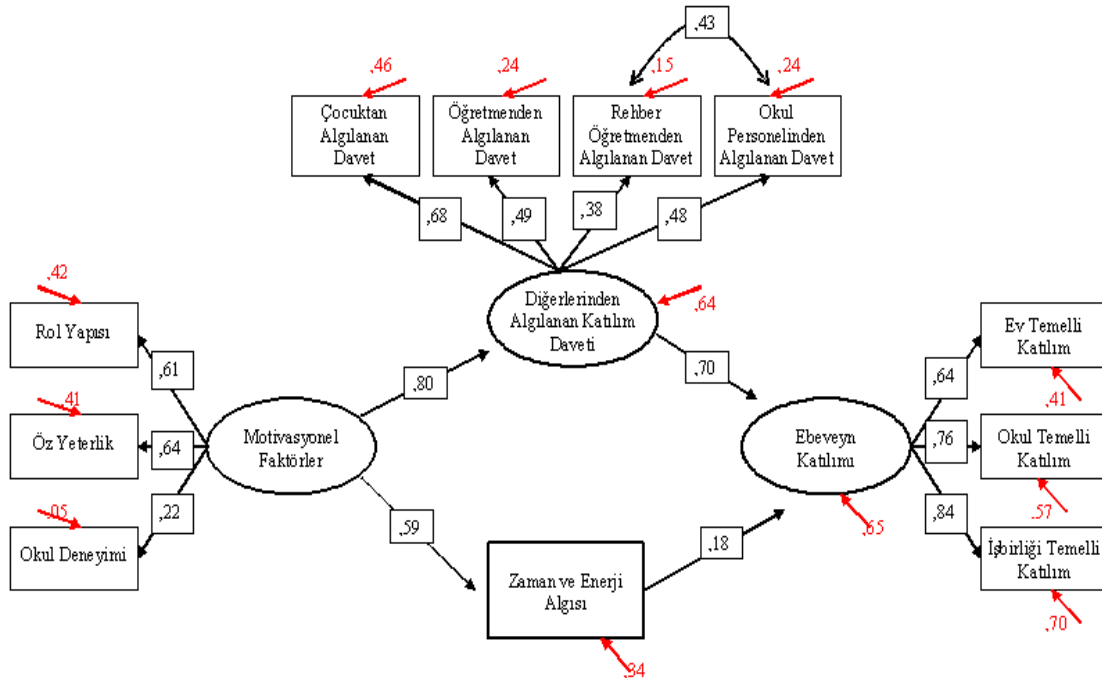 ,43
,46
,24
,15
,24
Çocuktan
Algılanan
Davet
Öğretmenden
Algılanan
Davet
Rehber
Öğretmenden
Algılanan Davet
Okul
Personelinden
Algılanan Davet
,68
,49
,38
,48
,42
Rol Yapısı
,61
Diğerlerinden
Algılanan Katılım
Daveti
,64
Ev Temelli
Katılım
,64
,41
,80
,70
,41
Öz Yeterlik
,64
Motivasyonel
Faktörler
Ebeveyn
Katılımı
,76
Okul Temelli
Katılım
,57
,05
Okul Deneyimi
,22
,59
,65
,84
İşbirliği Temelli
Katılım
,70
Zaman ve Enerji
Algısı
,18
,34